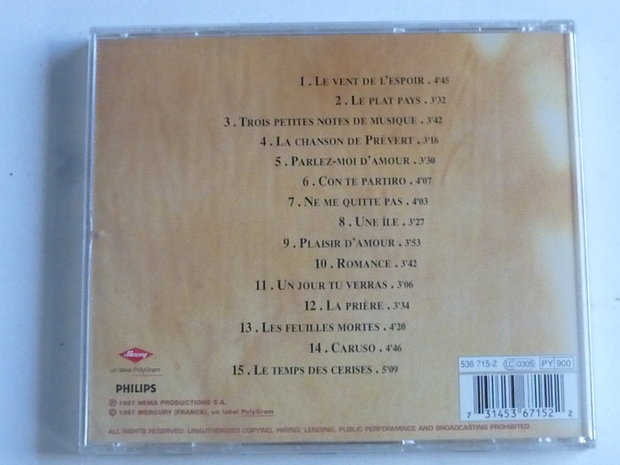 1 . Le vent de l'espoir . 4'45
2 . Le plat pays . 3'32
3 . Trois petites notes de musique . 3'42
4 . La chanson de Prévert . 3'16
5 . Parlez-moi d'amour . 3'30
6 . Con te partiro . 4'07
7 . Ne me quitte pas . 4'03
8 . Une île . 3'27
9 . Plaisir d'amour . 3'53
10 . Romance . 3'42
11 . Un jour tu verras . 3'06
12 . La prière . 3'34
13 . Les feuilles mortes . 4'20
14 . Caruso . 4'46
15 . Le temps des cerises . 5'09
Mercury
un label PolyGram
PHILIPS
℗ 1997 NEMA PRODUCTIONS S.A.
© 1997 MERCURY (FRANCE), un label PolyGram
536 715-2 LC 0305 PY 900
7 31453 67152 2
ALL RIGHTS RESERVED. UNAUTHORIZED COPYING, HIRING, LENDING, PUBLIC PERFORMANCE AND BROADCASTING PROHIBITED.